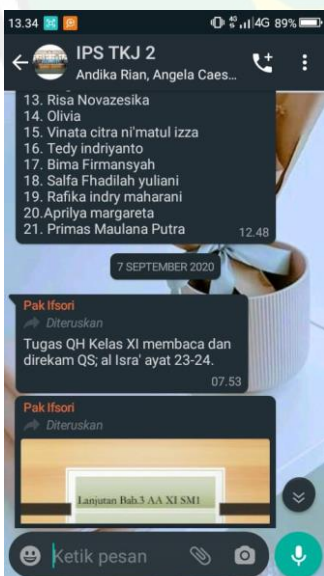 13.34 4G 89%
IPS TKJ 2
Andika Rian, Angela Caes...
13. Risa Novazesika
14. Olivia
15. Vinata citra ni'matul izza
16. Tedy indriyanto
17. Bima Firmansyah
18. Salfa Fhadilah yuliani
19. Rafika indry maharani
20.Aprilya margareta
21. Primas Maulana Putra
12.48
7 SEPTEMBER 2020
Pak Ifsori
Diteruskan
Tugas QH Kelas XI membaca dan
direkam QS; al Isra' ayat 23-24.
07.53
Pak Ifsori
Diteruskan
Lanjutan Bab.3 AA XI SM1
Ketik pesan